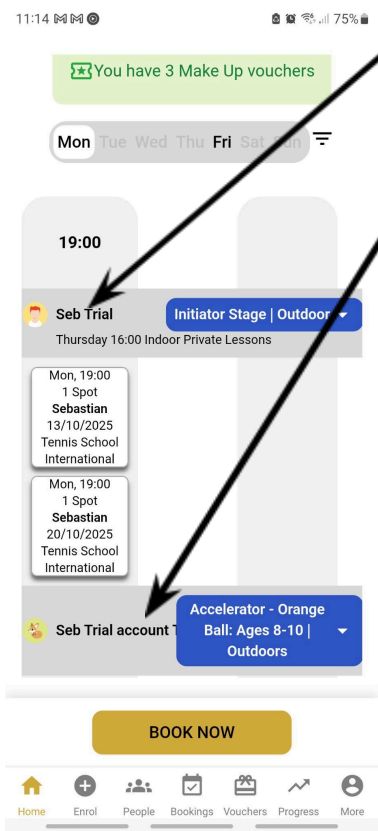 11:14 75%
You have 3 Make Up vouchers
Mon Tue Wed Thu Fri Sat Sun
19:00
Seb Trial
Initiator Stage | Outdoor
Thursday 16:00 Indoor Private Lessons
Mon, 19:00
1 Spot
Sebastian
13/10/2025
Tennis School
International
Mon, 19:00
1 Spot
Sebastian
20/10/2025
Tennis School
International
Seb Trial account
Accelerator - Orange
Ball: Ages 8-10 |
Outdoors
BOOK NOW
Home Enrol People Bookings Vouchers Progress More